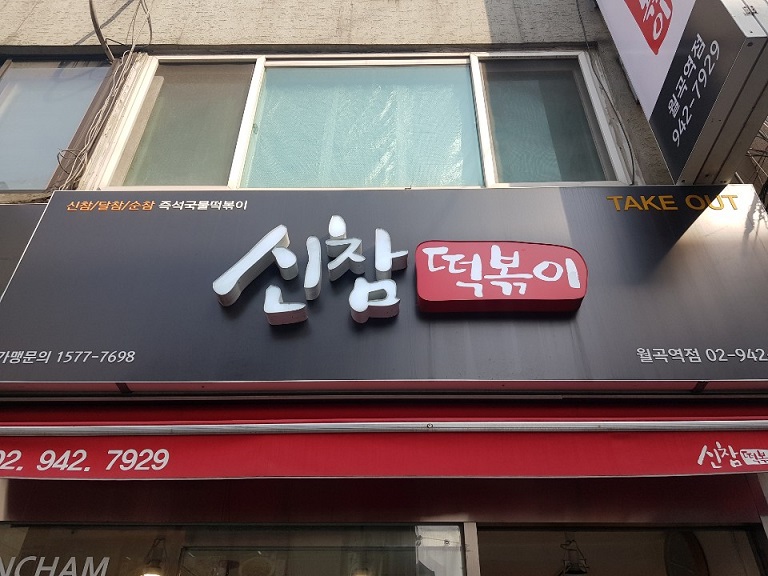 볶이
월곡역점
942-7929
신참/달참/순참 즉석국물떡볶이
TAKE OUT
신참 떡볶이
가맹문의 1577-7698
월곡역점 02-942
02. 942. 7929
신참 떡볶
NCHAM